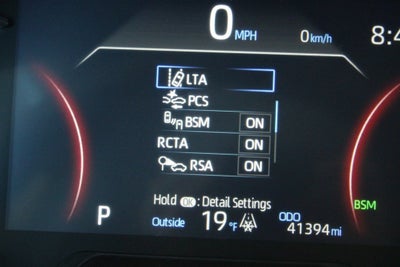 0 MPH 0 km/h 8:4
LTA
PCS
BSM ON
RCTA ON
RSA ON
BSM
Hold OK : Detail Settings
P Outside 19 °F ODO 41394 mi